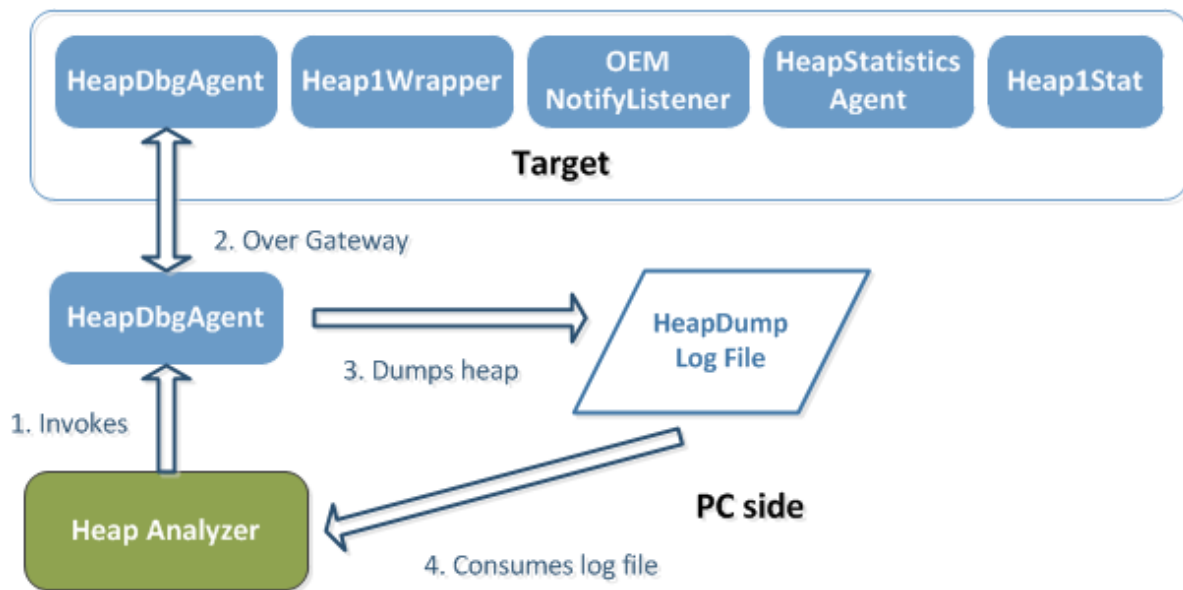 HeapDbgAgent
Heap1Wrapper
OEM
NotifyListener
HeapStatistics
Agent
Heap1Stat
Target
2. Over Gateway
HeapDbgAgent
HeapDump
Log File
3. Dumps heap
1. Invokes
Heap Analyzer
PC side
4. Consumes log file